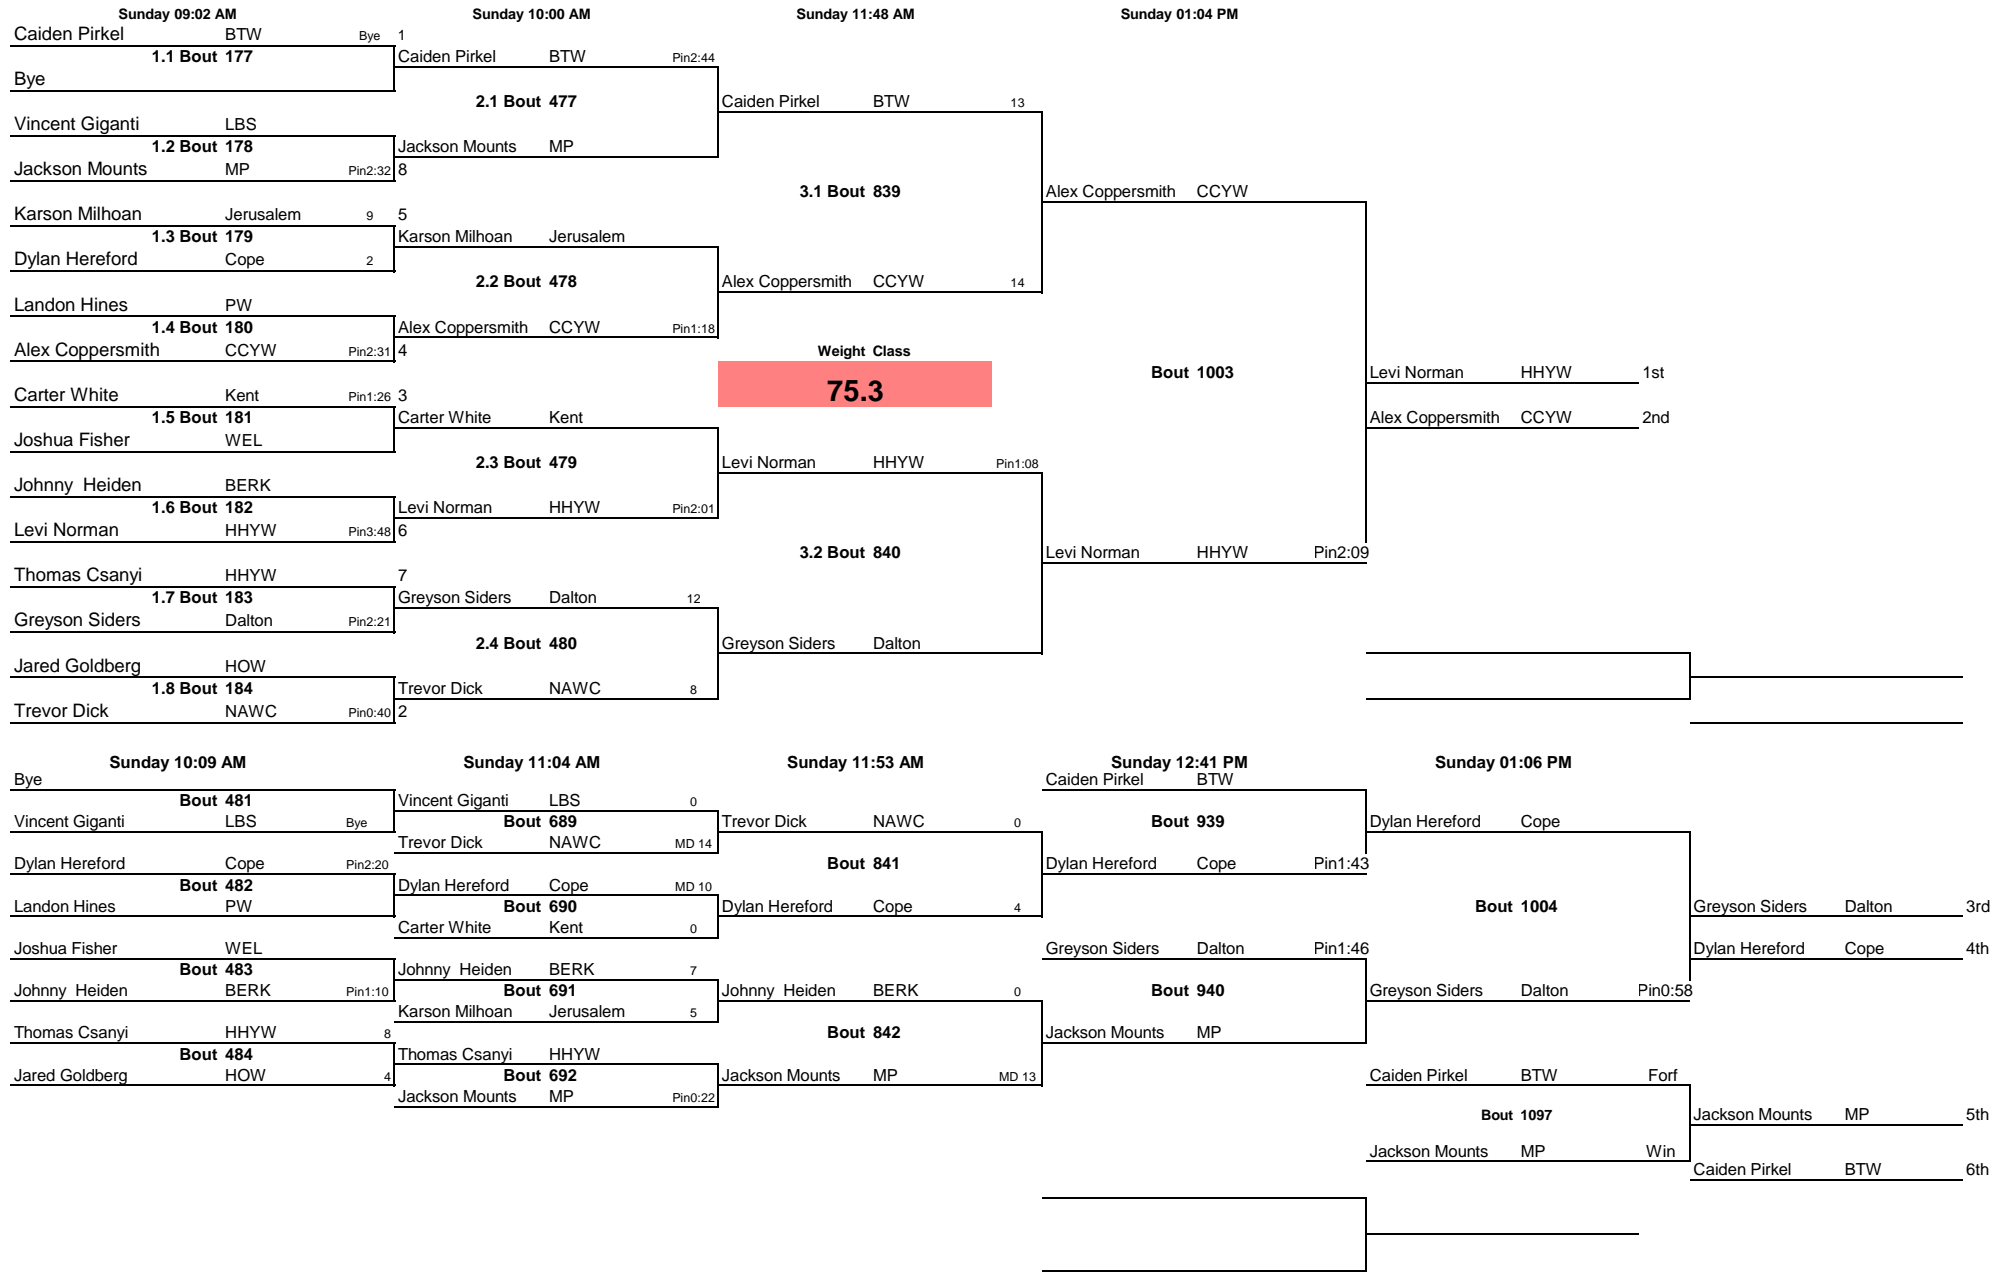 Sunday 09:02 AM Sunday 10:00 AM Sunday 11:48 AM Sunday 01:04 PM
Caiden Pirkel BTW Bye 1
1.1 Bout 177 Caiden Pirkel BTW Pin2:44
Bye
2.1 Bout 477 Caiden Pirkel BTW 13
Vincent Giganti LBS
1.2 Bout 178 Jackson Mounts MP
Jackson Mounts MP Pin2:32 8
3.1 Bout 839 Alex Coppersmith CCYW
Karson Milhoan Jerusalem 9 5
1.3 Bout 179 Karson Milhoan Jerusalem
Dylan Hereford Cope 2
2.2 Bout 478 Alex Coppersmith CCYW 14
Landon Hines PW
1.4 Bout 180 Alex Coppersmith CCYW Pin1:18
Alex Coppersmith CCYW Pin2:31 4 Weight Class
Bout 1003 Levi Norman HHYW 1st
Carter White Kent Pin1:26 3 75.3
1.5 Bout 181 Carter White Kent Alex Coppersmith CCYW 2nd
Joshua Fisher WEL
2.3 Bout 479 Levi Norman HHYW Pin1:08
Johnny Heiden BERK
1.6 Bout 182 Levi Norman HHYW Pin2:01
Levi Norman HHYW Pin3:48 6
3.2 Bout 840 Levi Norman HHYW Pin2:09
Thomas Csanyi HHYW 7
1.7 Bout 183 Greyson Siders Dalton 12
Greyson Siders Dalton Pin2:21
2.4 Bout 480 Greyson Siders Dalton
Jared Goldberg HOW
1.8 Bout 184 Trevor Dick NAWC 8
Trevor Dick NAWC Pin0:40 2
Sunday 10:09 AM Sunday 11:04 AM Sunday 11:53 AM Sunday 12:41 PM Sunday 01:06 PM
Bye Caiden Pirkel BTW
Bout 481 Vincent Giganti LBS 0
Vincent Giganti LBS Bye Bout 689 Trevor Dick NAWC 0 Bout 939 Dylan Hereford Cope
Trevor Dick NAWC MD 14
Dylan Hereford Cope Pin2:20 Bout 841 Dylan Hereford Cope Pin1:43
Bout 482 Dylan Hereford Cope MD 10
Landon Hines PW Bout 690 Dylan Hereford Cope 4 Bout 1004 Greyson Siders Dalton 3rd
Carter White Kent 0
Joshua Fisher WEL Greyson Siders Dalton Pin1:46 Dylan Hereford Cope 4th
Bout 483 Johnny Heiden BERK 7
Johnny Heiden BERK Pin1:10 Bout 691 Johnny Heiden BERK 0 Bout 940 Greyson Siders Dalton Pin0:58
Karson Milhoan Jerusalem 5
Thomas Csanyi HHYW 8 Bout 842 Jackson Mounts MP
Bout 484 Thomas Csanyi HHYW
Jared Goldberg HOW 4 Bout 692 Jackson Mounts MP MD 13 Caiden Pirkel BTW Forf
Jackson Mounts MP Pin0:22
Bout 1097 Jackson Mounts MP 5th
Jackson Mounts MP Win
Caiden Pirkel BTW 6th